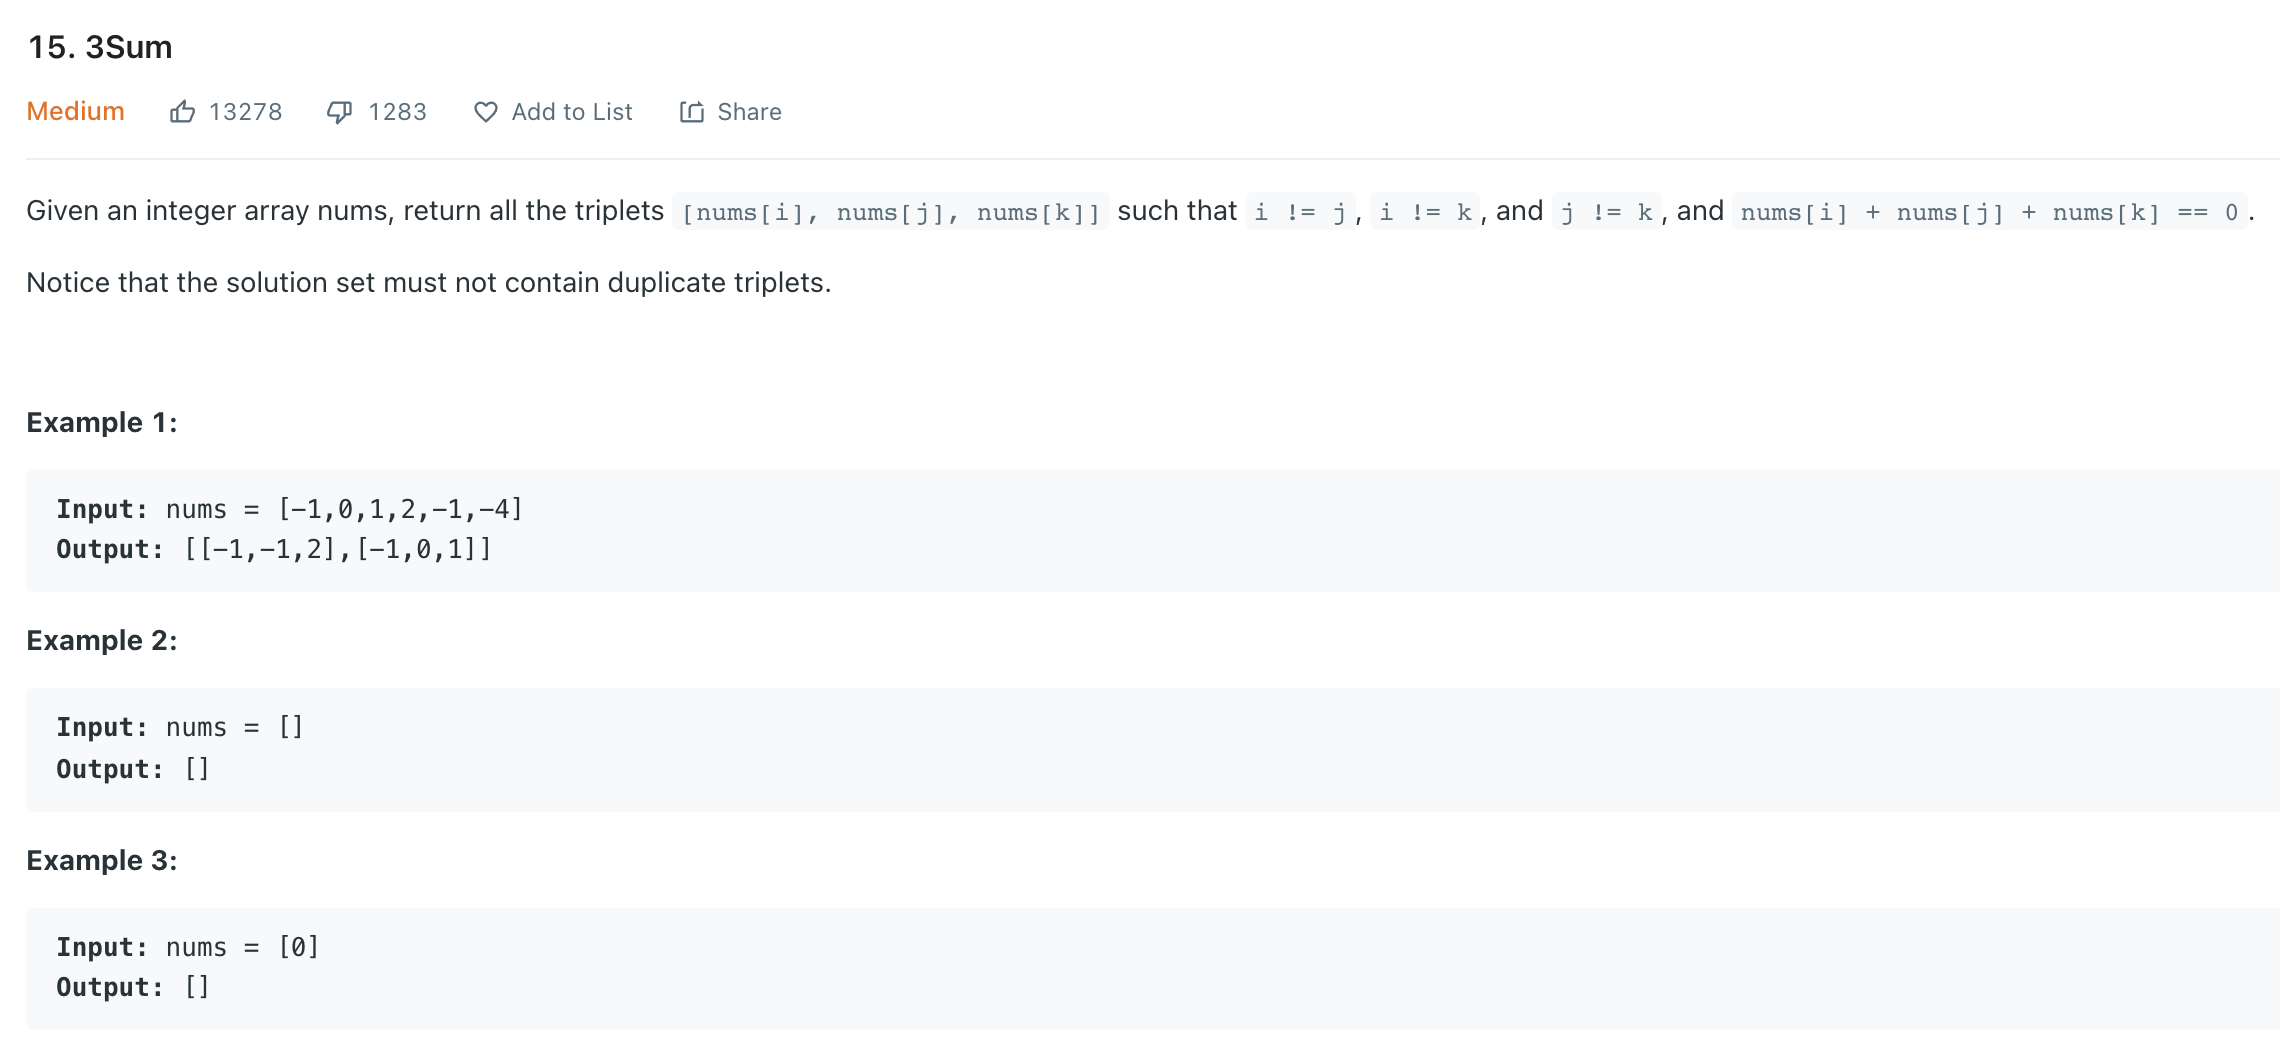 15. 3Sum
Medium 13278 1283 Add to List Share
Given an integer array nums, return all the triplets [nums[i], nums[j], nums[k]] such that i != j, i != k, and j != k, and nums[i] + nums[j] + nums[k] == 0.
Notice that the solution set must not contain duplicate triplets.
Example 1:
Input: nums = [-1,0,1,2,-1,-4]
Output: [[-1,-1,2],[-1,0,1]]
Example 2:
Input: nums = []
Output: []
Example 3:
Input: nums = [0]
Output: []